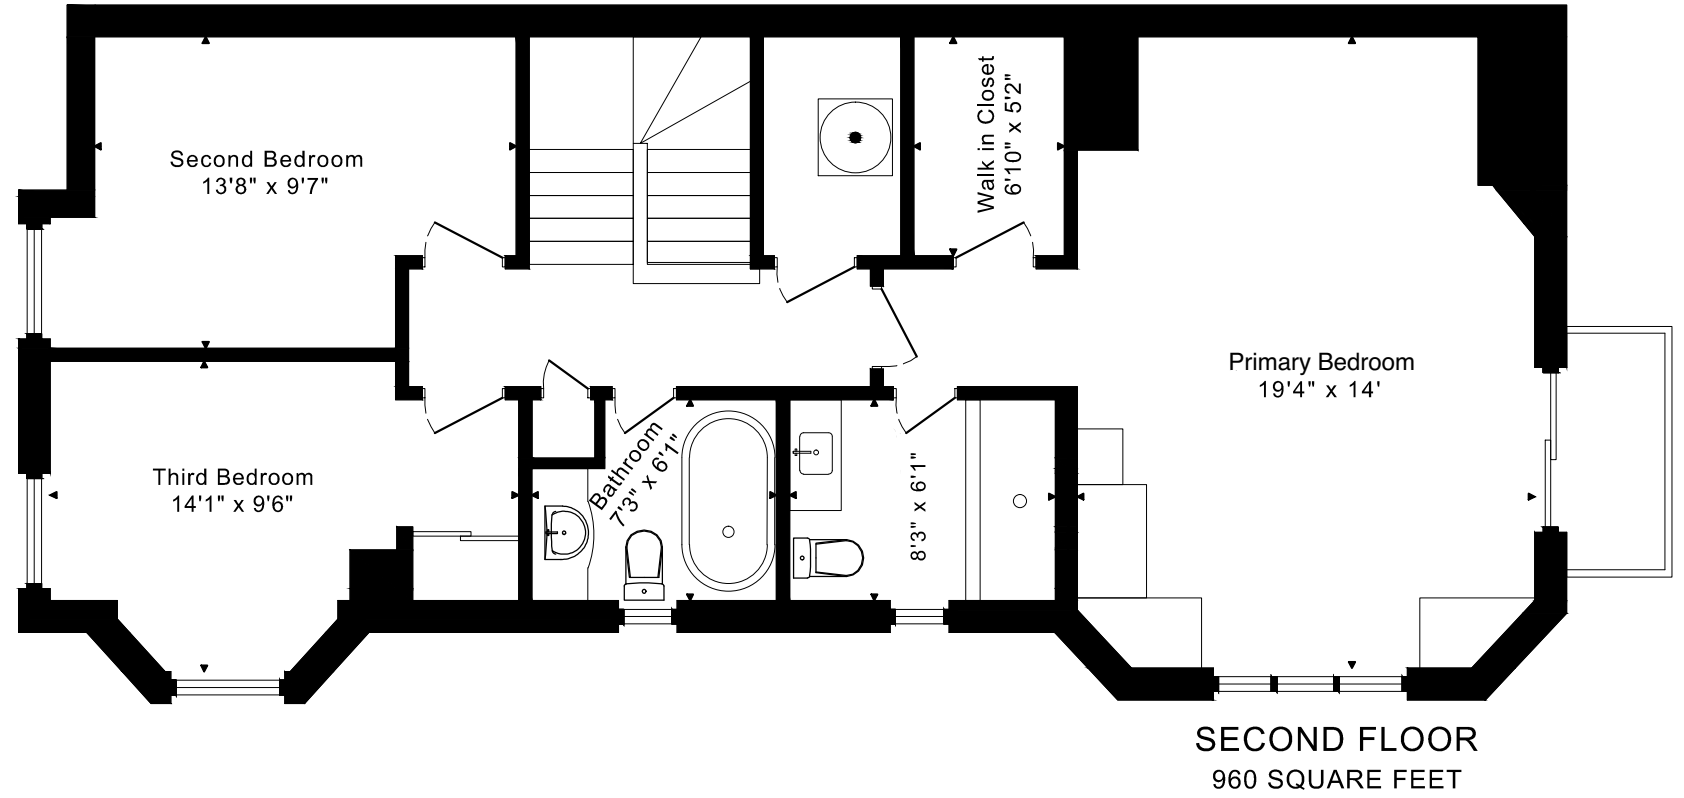 Second Bedroom
13'8" x 9'7"
Walk in Closet
6'10" x 5'2"
Primary Bedroom
19'4" x 14'
Third Bedroom
14'1" x 9'6"
Bathroom
7'3" x 6'1"
8'3" x 6'1"
SECOND FLOOR
960 SQUARE FEET